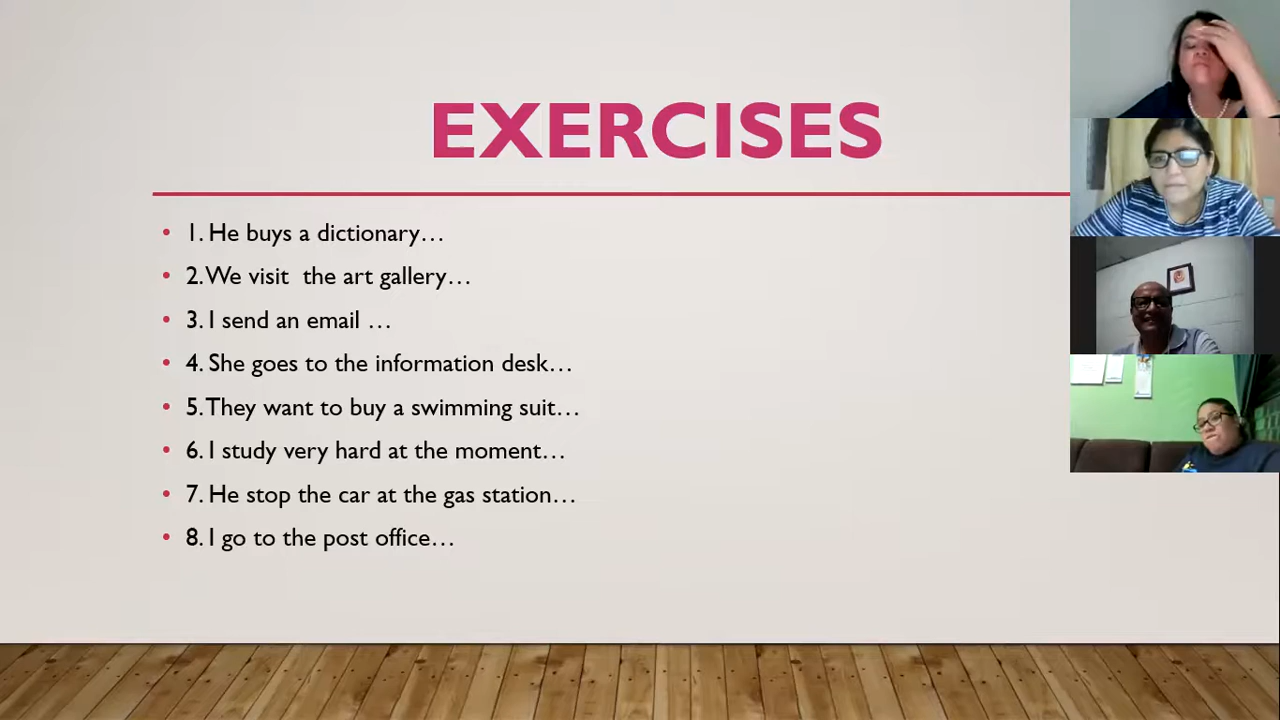 EXERCISES
• 1. He buys a dictionary…
• 2. We visit the art gallery…
• 3. I send an email …
• 4. She goes to the information desk…
• 5. They want to buy a swimming suit…
• 6. I study very hard at the moment…
• 7. He stop the car at the gas station…
• 8. I go to the post office…